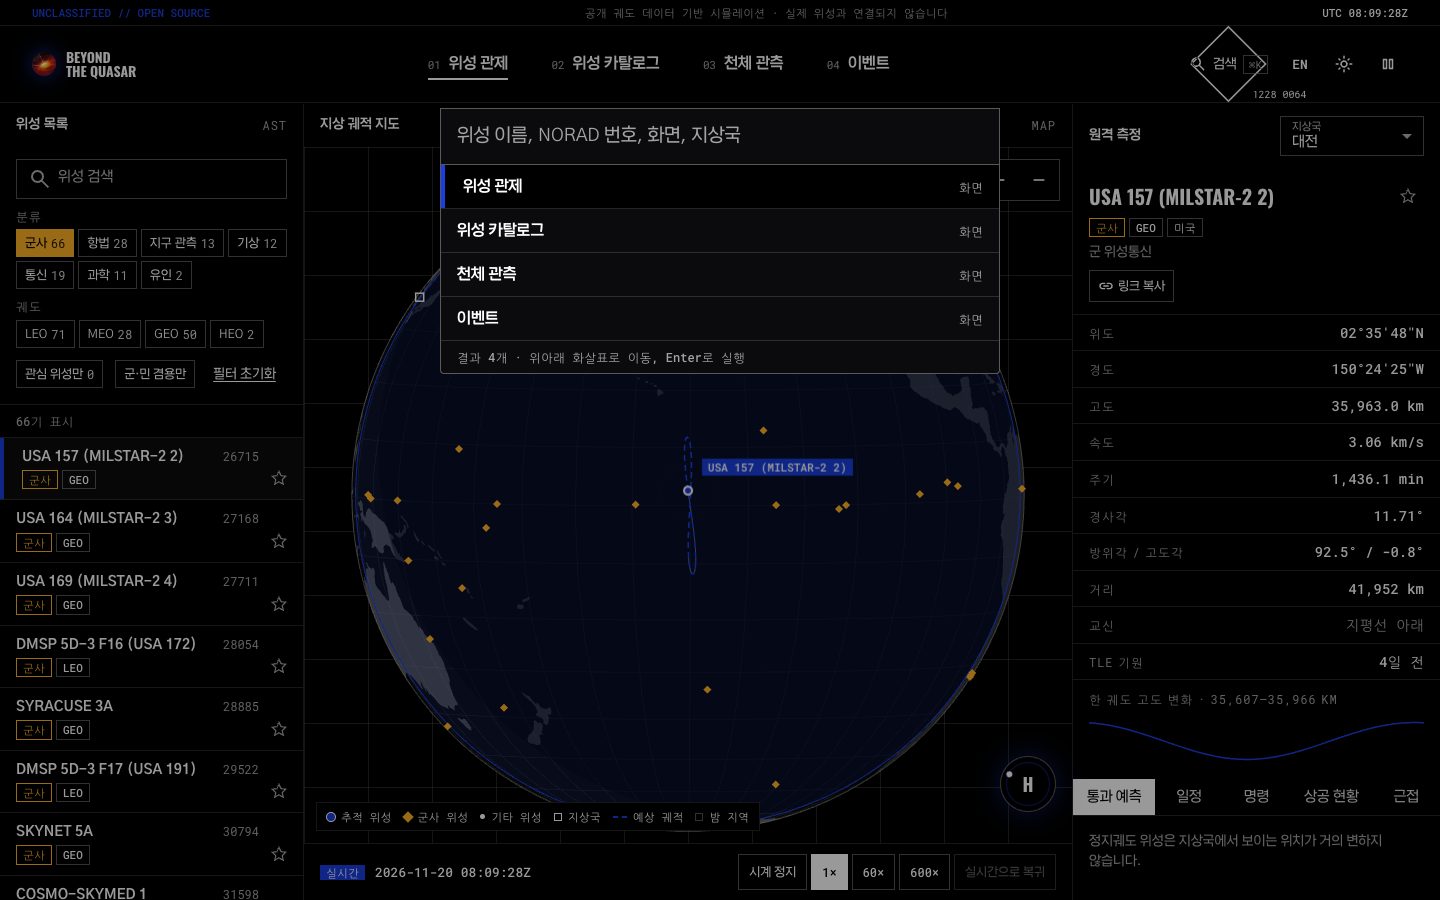 UNCLASSIFIED // OPEN SOURCE
공개 궤도 데이터 기반 시뮬레이션 · 실제 위성과 연결되지 않습니다
UTC 08:09:28Z
BEYOND
THE QUASAR
01 위성 관제
02 위성 카탈로그
03 천체 관측
04 이벤트
검색 ⌘K
EN
1228 0064
위성 목록
AST
위성 검색
분류
군사 66
항법 28
지구 관측 13
기상 12
통신 19
과학 11
유인 2
궤도
LEO 71
MEO 28
GEO 50
HEO 2
관심 위성만 0
군·민 겸용만
필터 초기화
66기 표시
USA 157 (MILSTAR-2 2)
26715
군사
GEO
USA 164 (MILSTAR-2 3)
27168
군사
GEO
USA 169 (MILSTAR-2 4)
27711
군사
GEO
DMSP 5D-3 F16 (USA 172)
28054
군사
LEO
SYRACUSE 3A
28885
군사
GEO
DMSP 5D-3 F17 (USA 191)
29522
군사
LEO
SKYNET 5A
30794
군사
GEO
COSMO-SKYMED 1
31598
지상 궤적 지도
MAP
위성 이름, NORAD 번호, 화면, 지상국
위성 관제
화면
위성 카탈로그
화면
천체 관측
화면
이벤트
화면
결과 4개 · 위아래 화살표로 이동, Enter로 실행
USA 157 (MILSTAR-2 2)
H
추적 위성
군사 위성
기타 위성
지상국
예상 궤적
밤 지역
실시간
2026-11-20 08:09:28Z
시계 정지
1×
60×
600×
실시간으로 복귀
원격 측정
지상국
대전
USA 157 (MILSTAR-2 2)
군사
GEO
미국
군 위성통신
링크 복사
위도
02°35'48"N
경도
150°24'25"W
고도
35,963.0 km
속도
3.06 km/s
주기
1,436.1 min
경사각
11.71°
방위각 / 고도각
92.5° / -0.8°
거리
41,952 km
교신
지평선 아래
TLE 기원
4일 전
한 궤도 고도 변화 · 35,607–35,966 KM
통과 예측
일정
명령
상공 현황
근접
정지궤도 위성은 지상국에서 보이는 위치가 거의 변하지
않습니다.